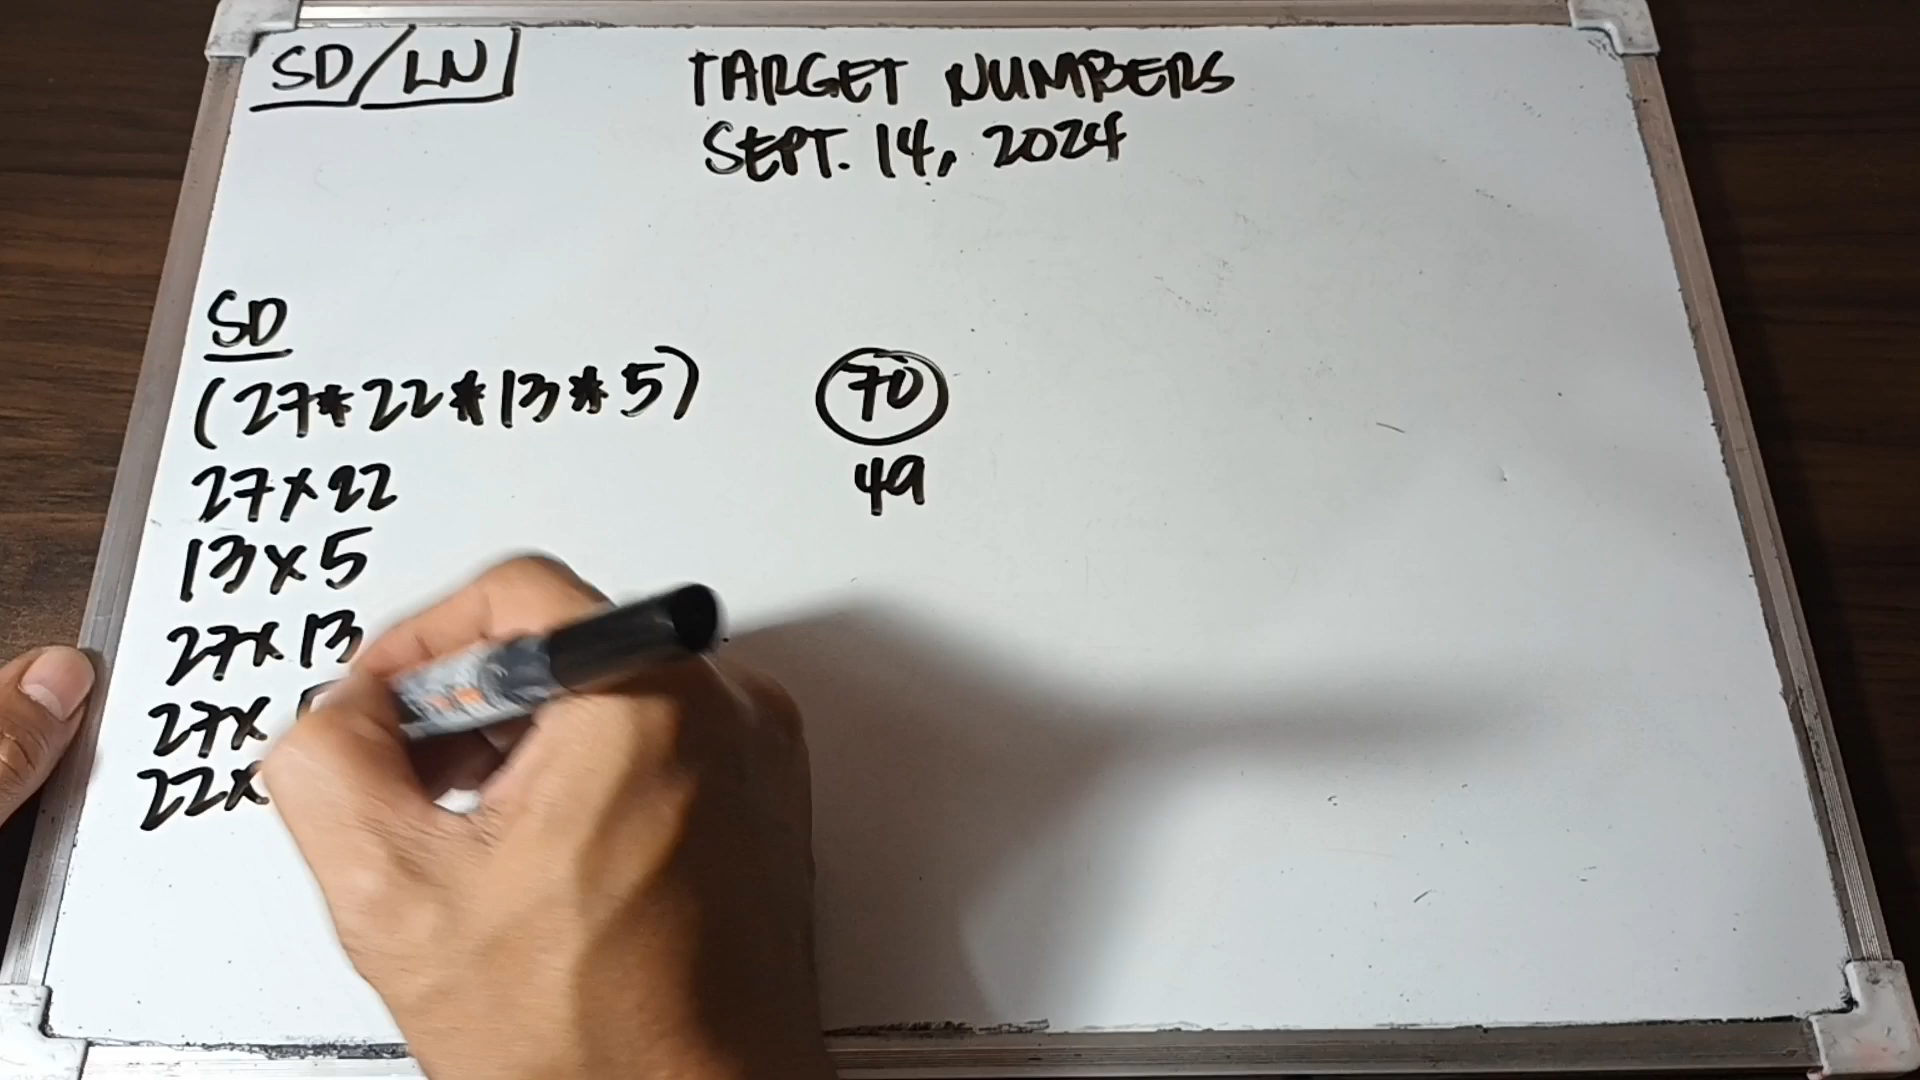 SD/LN
TARGET NUMBERS
SEPT. 14, 2024
SD
(27*22*13*5)
70
27x22
49
13x5
27x13
27x
22x